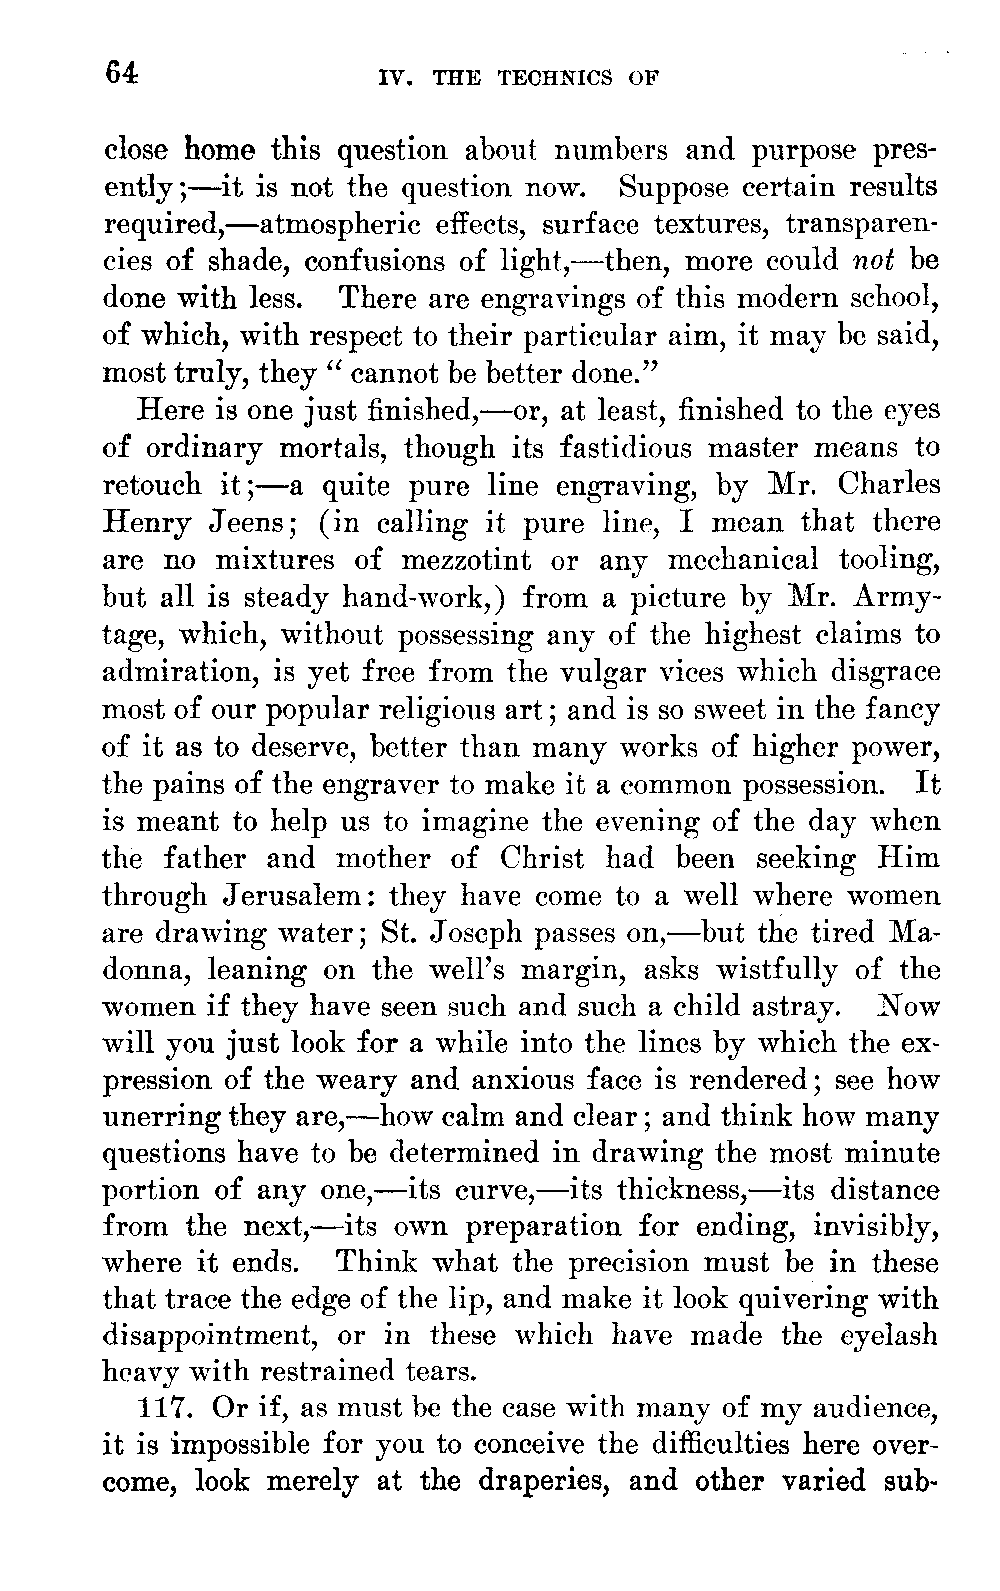 64 IV. THE TECHNICS OF
close home this question about numbers and purpose pres-
ently;—it is not the question now. Suppose certain results
required,—atmospheric effects, surface textures, transparen-
cies of shade, confusions of light,—then, more could not be
done with less. There are engravings of this modern school,
of which, with respect to their particular aim, it may be said,
most truly, they “ cannot be better done.”
Here is one just finished,—or, at least, finished to the eyes
of ordinary mortals, though its fastidious master means to
retouch it;—a quite pure line engraving, by Mr. Charles
Henry Jeens; (in calling it pure line, I mean that there
are no mixtures of mezzotint or any mechanical tooling,
but all is steady hand-work,) from a picture by Mr. Army-
tage, which, without possessing any of the highest claims to
admiration, is yet free from the vulgar vices which disgrace
most of our popular religious art; and is so sweet in the fancy
of it as to deserve, better than many works of higher power,
the pains of the engraver to make it a common possession. It
is meant to help us to imagine the evening of the day when
the father and mother of Christ had been seeking Him
through Jerusalem: they have come to a well where women
are drawing water; St. Joseph passes on,—but the tired Ma-
donna, leaning on the well’s margin, asks wistfully of the
women if they have seen such and such a child astray. Now
will you just look for a while into the lines by which the ex-
pression of the weary and anxious face is rendered; see how
unerring they are,—how calm and clear; and think how many
questions have to be determined in drawing the most minute
portion of any one,—its curve,—its thickness,—its distance
from the next,—its own preparation for ending, invisibly,
where it ends. Think what the precision must be in these
that trace the edge of the lip, and make it look quivering with
disappointment, or in these which have made the eyelash
heavy with restrained tears.
117. Or if, as must be the case with many of my audience,
it is impossible for you to conceive the difficulties here over-
come, look merely at the draperies, and other varied sub-